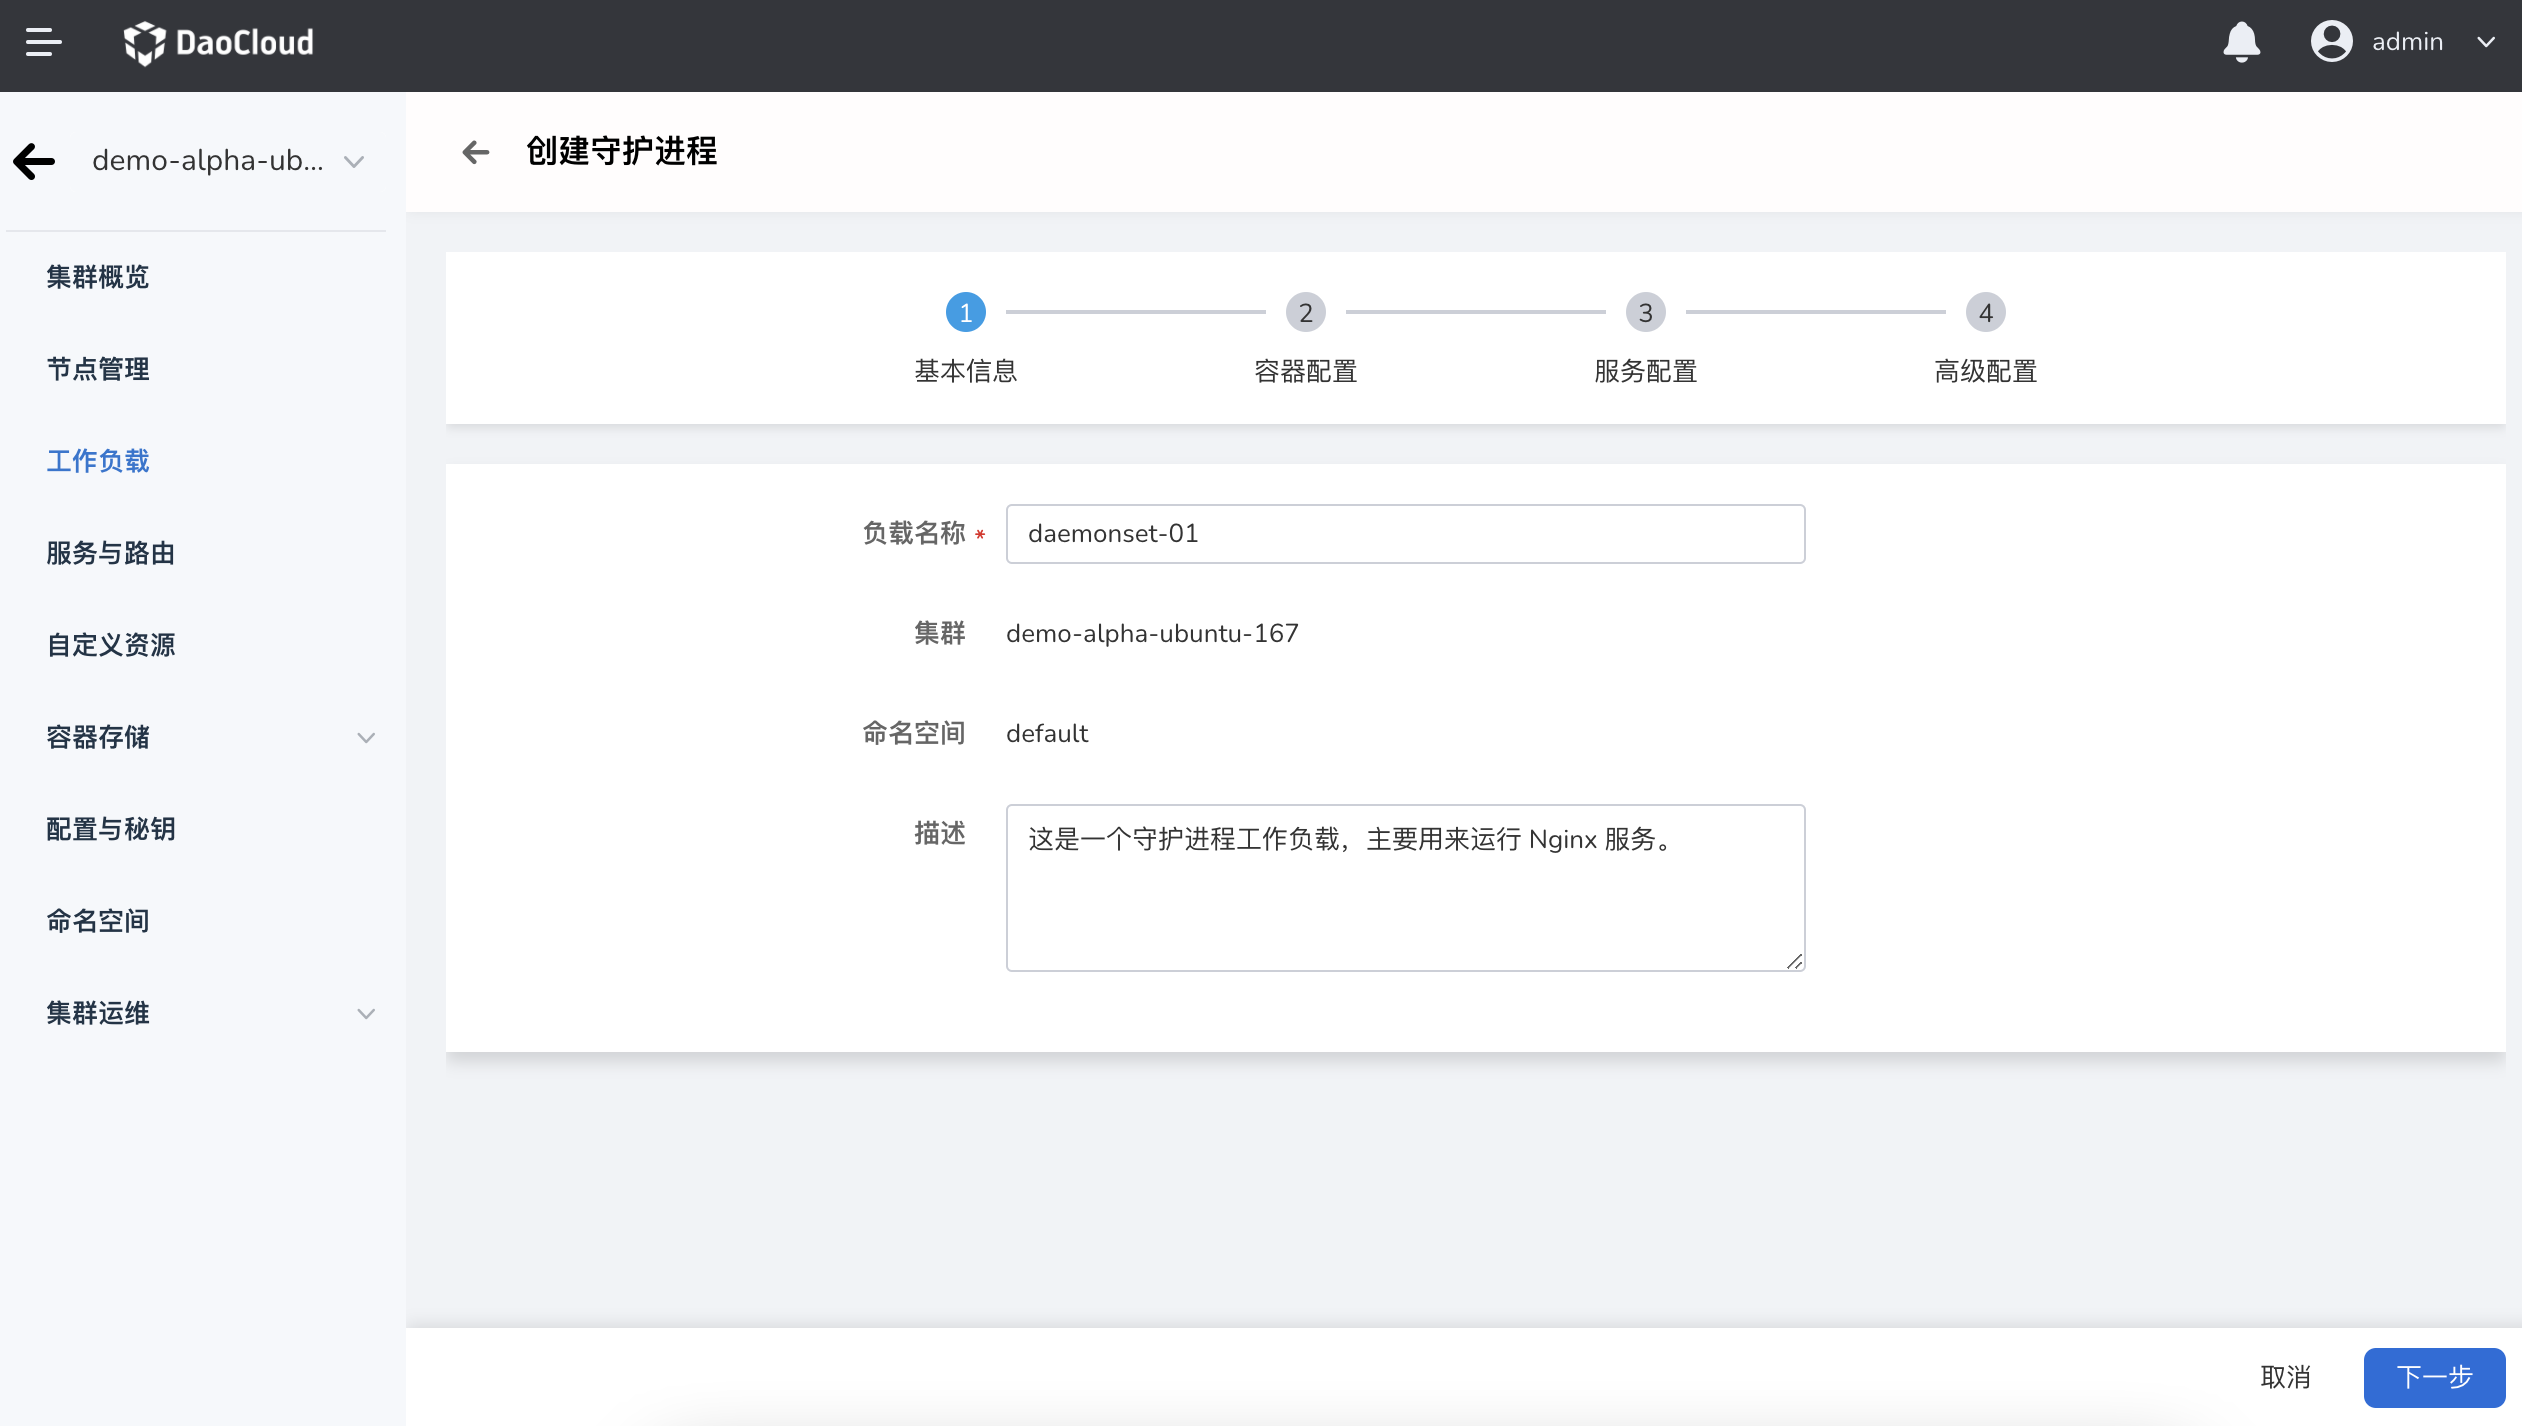 DaoCloud
admin
demo-alpha-ub...
创建守护进程
集群概览
节点管理
工作负载
服务与路由
自定义资源
容器存储
配置与秘钥
命名空间
集群运维
1
2
3
4
基本信息
容器配置
服务配置
高级配置
负载名称 *
daemonset-01
集群
demo-alpha-ubuntu-167
命名空间
default
描述
这是一个守护进程工作负载，主要用来运行 Nginx 服务。
取消
下一步